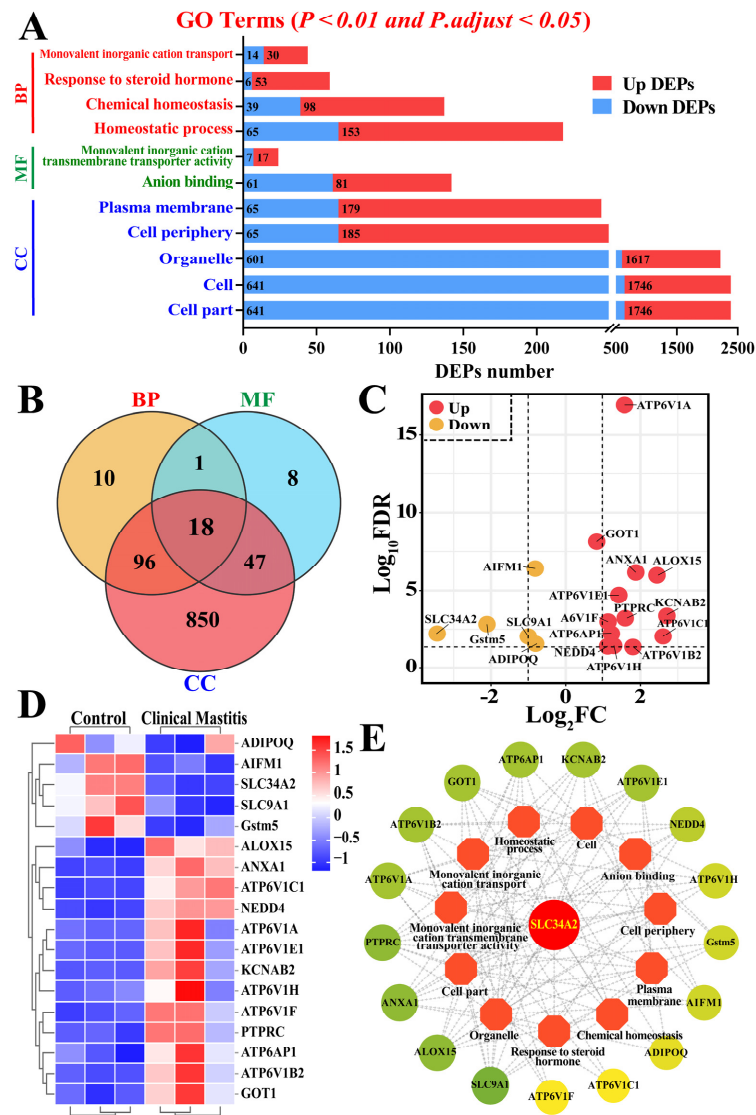 A
GO Terms (P < 0.01 and P.adjust < 0.05)
BP
MF
CC
Monovalent inorganic cation transport
14 30
Response to steroid hormone
6 53
Chemical homeostasis
39 98
Homeostatic process
65 153
Monovalent inorganic cation
transmembrane transporter activity
7 17
Anion binding
61 81
Plasma membrane
65 179
Cell periphery
65 185
Organelle
601 1617
Cell
641 1746
Cell part
641 1746
Up DEPs
Down DEPs
0 50 100 150 200 500 1500 2500
DEPs number
B
BP
MF
10
1
8
18
96
47
850
CC
C
Up
Down
Log10FDR
15
10
5
0
-2 0 2
Log2FC
ATP6V1A
GOT1
AIFM1
ANXA1
ALOX15
ATP6V1E1
PTPRC
KCNAB2
A6V1F
ATP6V1C1
SLC34A2
SLC9A1
ATP6AP1
Gstm5
ADIPOQ
NEDD4
ATP6V1H
ATP6V1B2
D
Control
Clinical Mastitis
ADIPOQ
AIFM1
SLC34A2
SLC9A1
Gstm5
ALOX15
ANXA1
ATP6V1C1
NEDD4
ATP6V1A
ATP6V1E1
KCNAB2
ATP6V1H
ATP6V1F
PTPRC
ATP6AP1
ATP6V1B2
GOT1
1.5
1
0.5
0
−0.5
−1
E
ATP6AP1
KCNAB2
GOT1
ATP6V1E1
ATP6V1B2
NEDD4
ATP6V1A
ATP6V1H
PTPRC
Gstm5
ANXA1
AIFM1
ALOX15
ADIPOQ
SLC9A1
ATP6V1F
ATP6V1C1
Homeostatic
process
Cell
Monovalent inorganic
cation transport
Anion binding
Monovalent inorganic
cation transmembrane
transporter activity
SLC34A2
Cell periphery
Cell part
Plasma
membrane
Organelle
Chemical homeostasis
Response to steroid
hormone